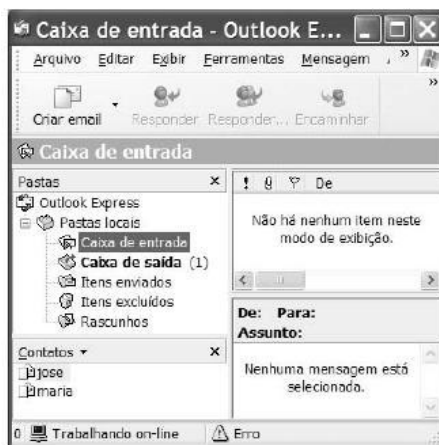 Caixa de entrada - Outlook E...
Arquivo Editar Exibir Ferramentas Mensagem »
»
Criar email Responder Responder... Encaminhar
Caixa de entrada
Pastas × ! De
Outlook Express
Pastas locais
Caixa de entrada
Caixa de saída (1)
Itens enviados
Itens excluídos
Rascunhos
Não há nenhum item neste
modo de exibição.
De: Para:
Assunto:
Contatos ×
jose
maria
Nenhuma mensagem está
selecionada.
0 Trabalhando on-line Erro